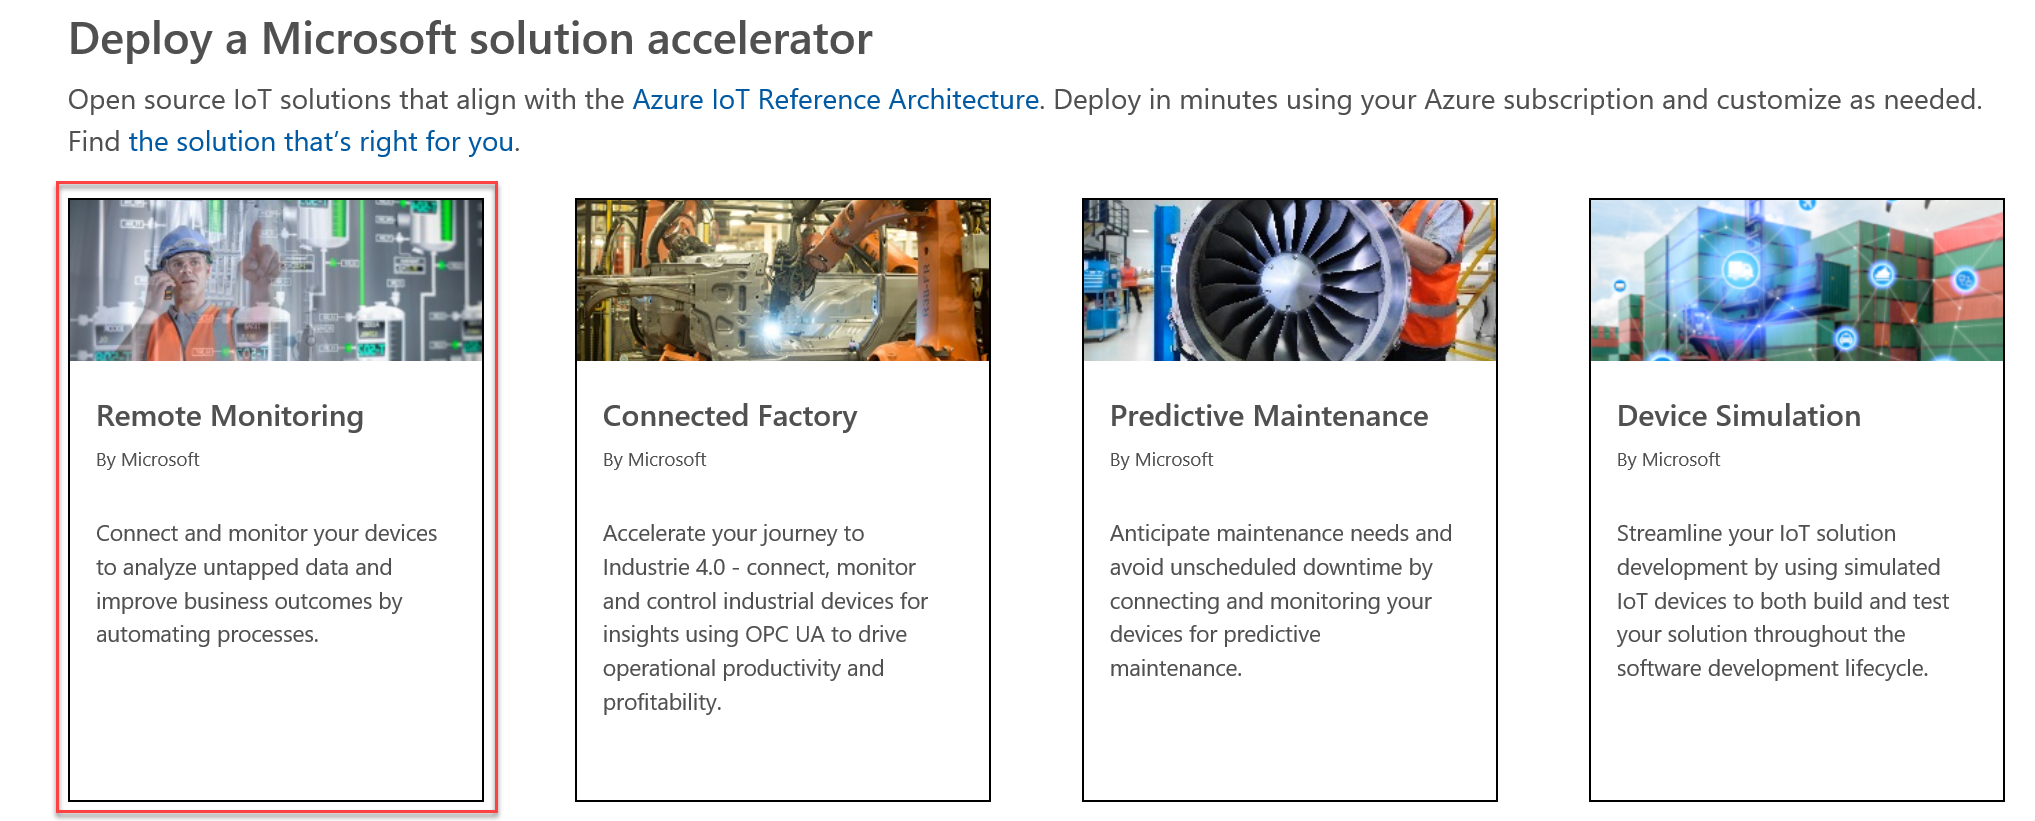 Deploy a Microsoft solution accelerator
Open source IoT solutions that align with the Azure IoT Reference Architecture. Deploy in minutes using your Azure subscription and customize as needed.
Find the solution that’s right for you.
Remote Monitoring
By Microsoft
Connect and monitor your devices
to analyze untapped data and
improve business outcomes by
automating processes.
Connected Factory
By Microsoft
Accelerate your journey to
Industrie 4.0 - connect, monitor
and control industrial devices for
insights using OPC UA to drive
operational productivity and
profitability.
Predictive Maintenance
By Microsoft
Anticipate maintenance needs and
avoid unscheduled downtime by
connecting and monitoring your
devices for predictive
maintenance.
Device Simulation
By Microsoft
Streamline your IoT solution
development by using simulated
IoT devices to both build and test
your solution throughout the
software development lifecycle.